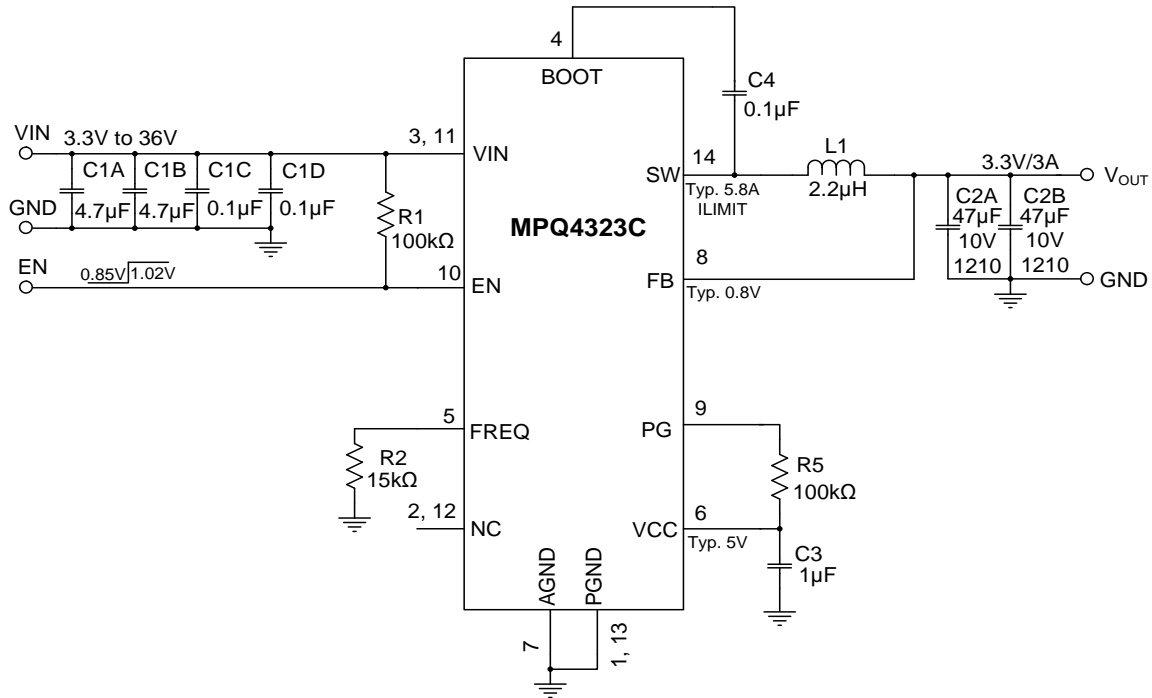 4
BOOT
C4
0.1µF
VIN
3.3V to 36V
3, 11
VIN
C1A
C1B
C1C
C1D
4.7µF
4.7µF
0.1µF
0.1µF
GND
R1
100kΩ
EN
0.85V
1.02V
10
EN
MPQ4323C
14
SW
Typ. 5.8A
ILIMIT
L1
2.2µH
3.3V/3A
VOUT
C2A
47µF
10V
1210
C2B
47µF
10V
1210
8
FB
Typ. 0.8V
GND
5
FREQ
R2
15kΩ
2, 12
NC
9
PG
R5
100kΩ
6
VCC
Typ. 5V
C3
1µF
AGND
PGND
7
1, 13